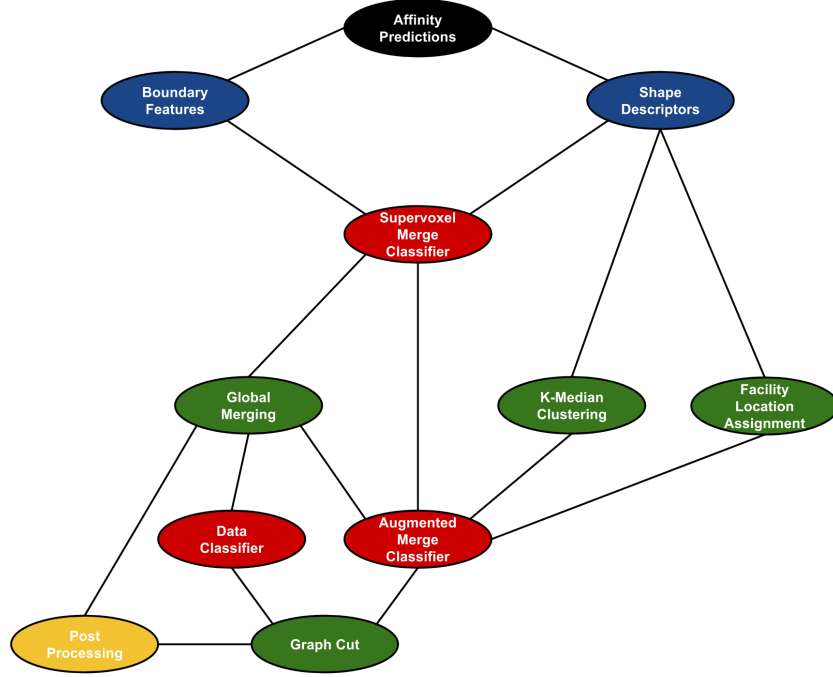 Affinity
Predictions
Boundary
Features
Shape
Descriptors
Supervoxel
Merge
Classifier
Global
Merging
K-Median
Clustering
Facility
Location
Assignment
Data
Classifier
Augmented
Merge
Classifier
Post
Processing
Graph Cut